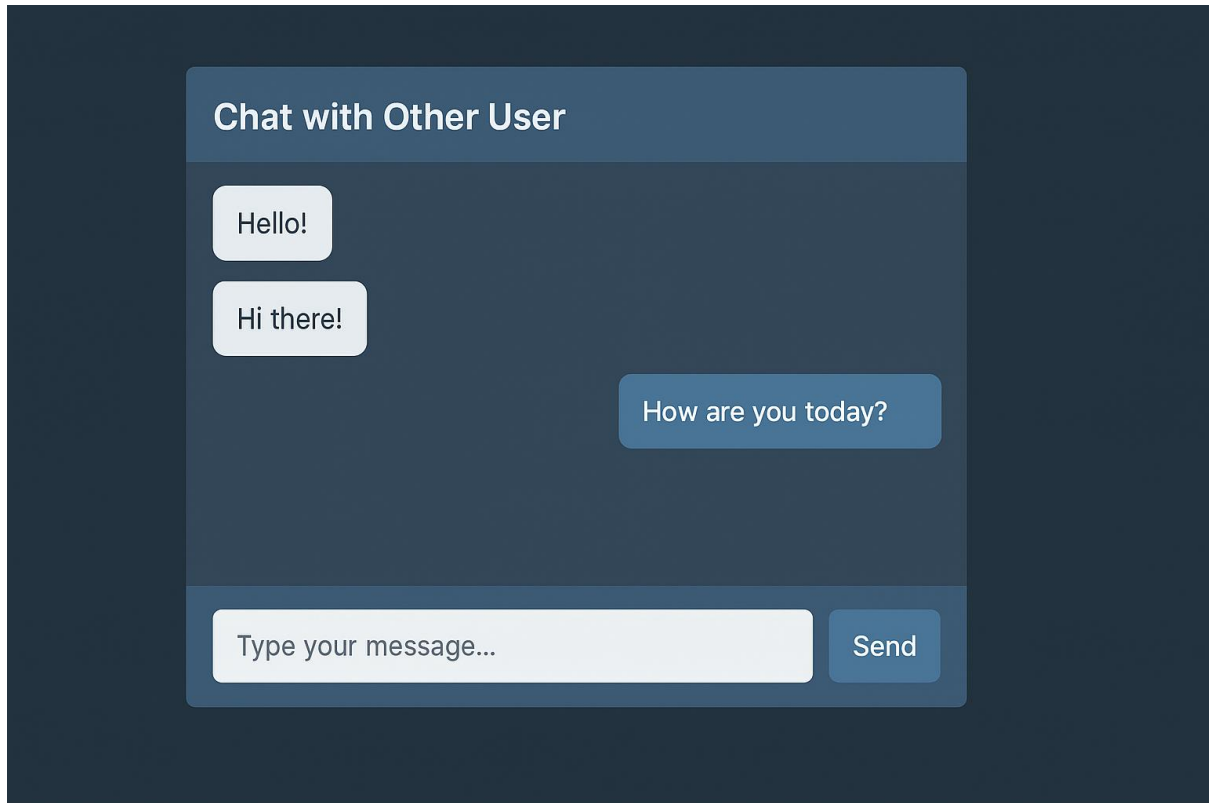 Chat with Other User
Hello!
Hi there!
How are you today?
Type your message...
Send